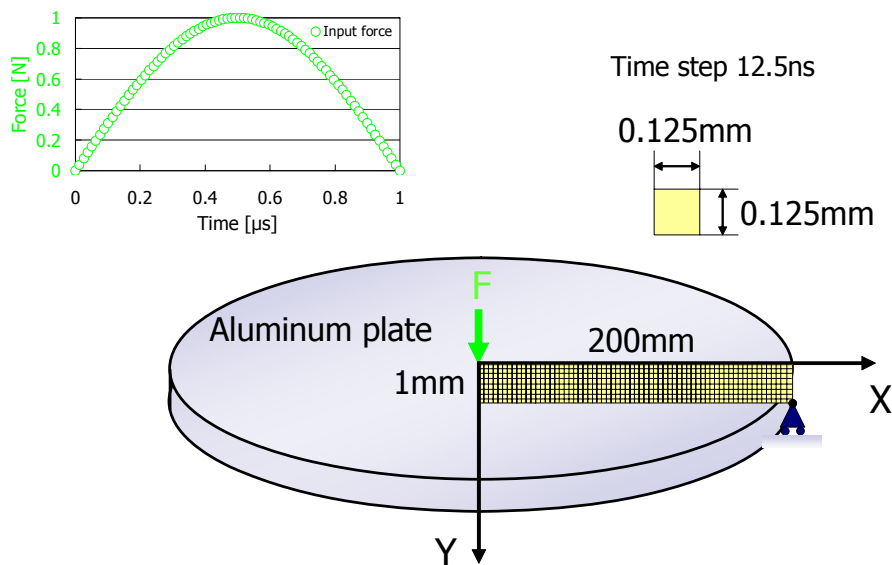 Force [N]
1
0.8
0.6
0.4
0.2
0
Input force
0 0.2 0.4 0.6 0.8 1
Time [µs]
Time step 12.5ns
0.125mm
0.125mm
F
Aluminum plate
200mm
1mm
X
Y